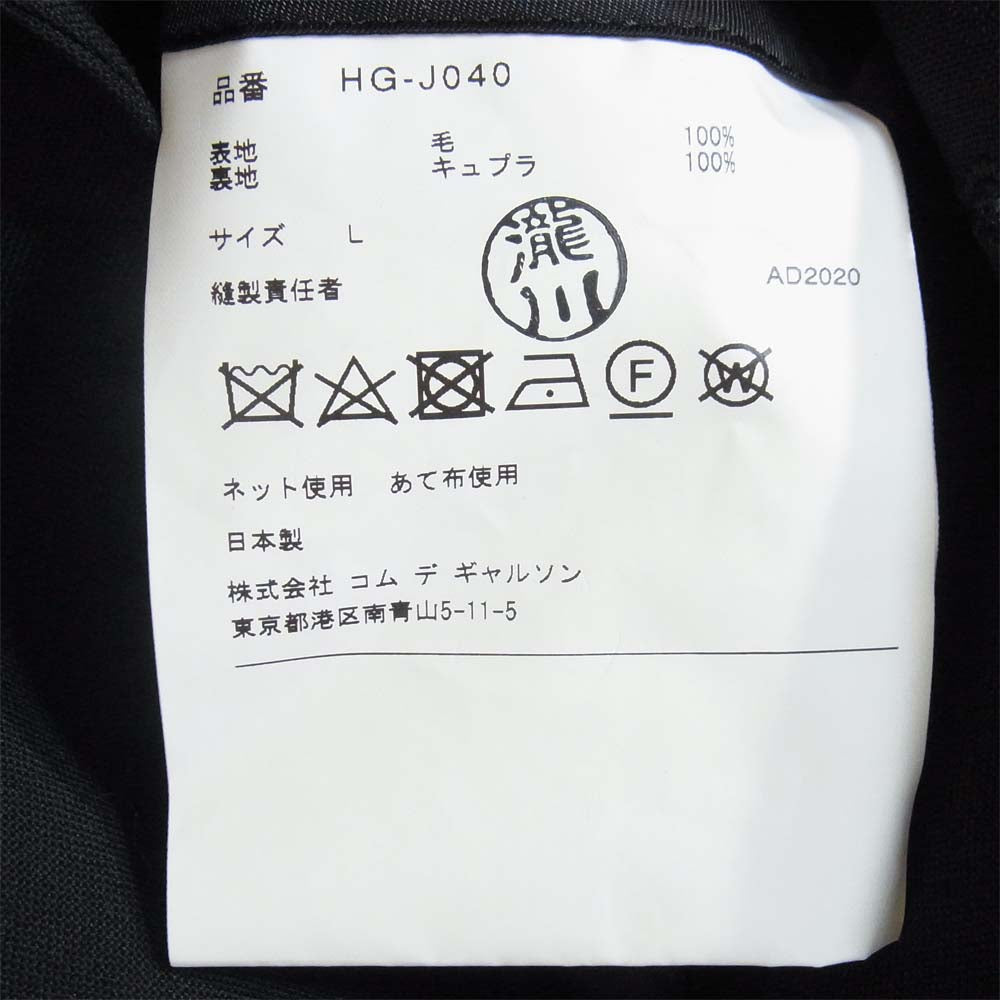 品番 HG-J040
表地 毛 100%
裏地 キュプラ 100%
サイズ L
瀧川
縫製責任者
AD2020
F W
ネット使用 あて布使用
日本製
株式会社 コム デ ギャルソン
東京都港区南青山5-11-5